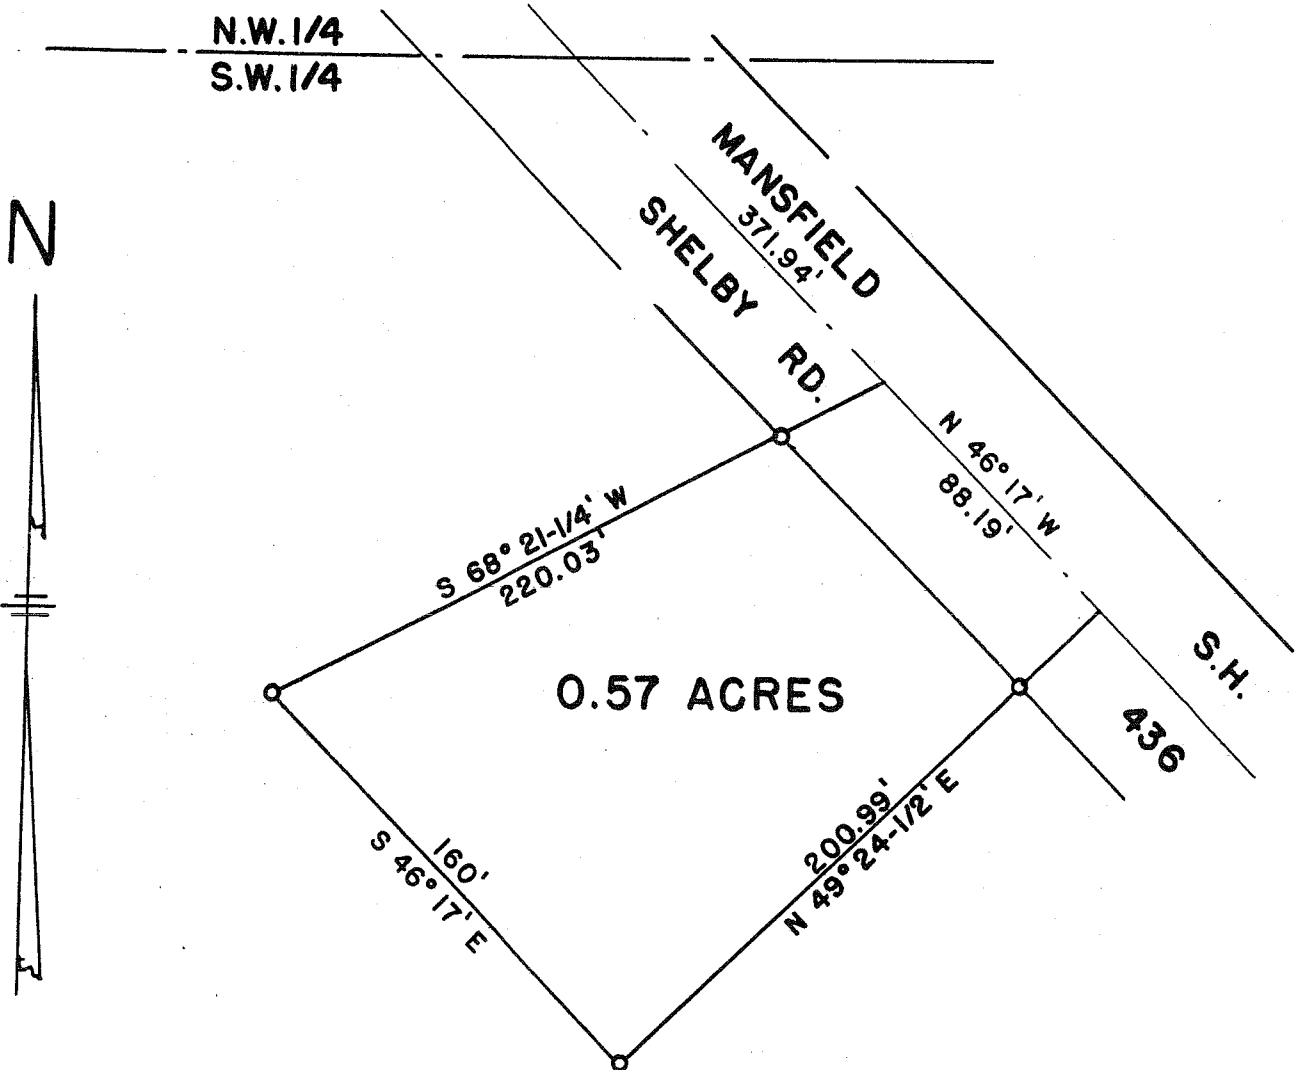 N.W. 1/4
S.W. 1/4
N
MANSFIELD
371.94'
SHELBY RD.
N 46° 17' W
88.19'
S 68° 21-1/4' W
220.03'
S.H.
436
0.57 ACRES
160'
S 46° 17' E
200.99'
N 49° 24-1/2' E